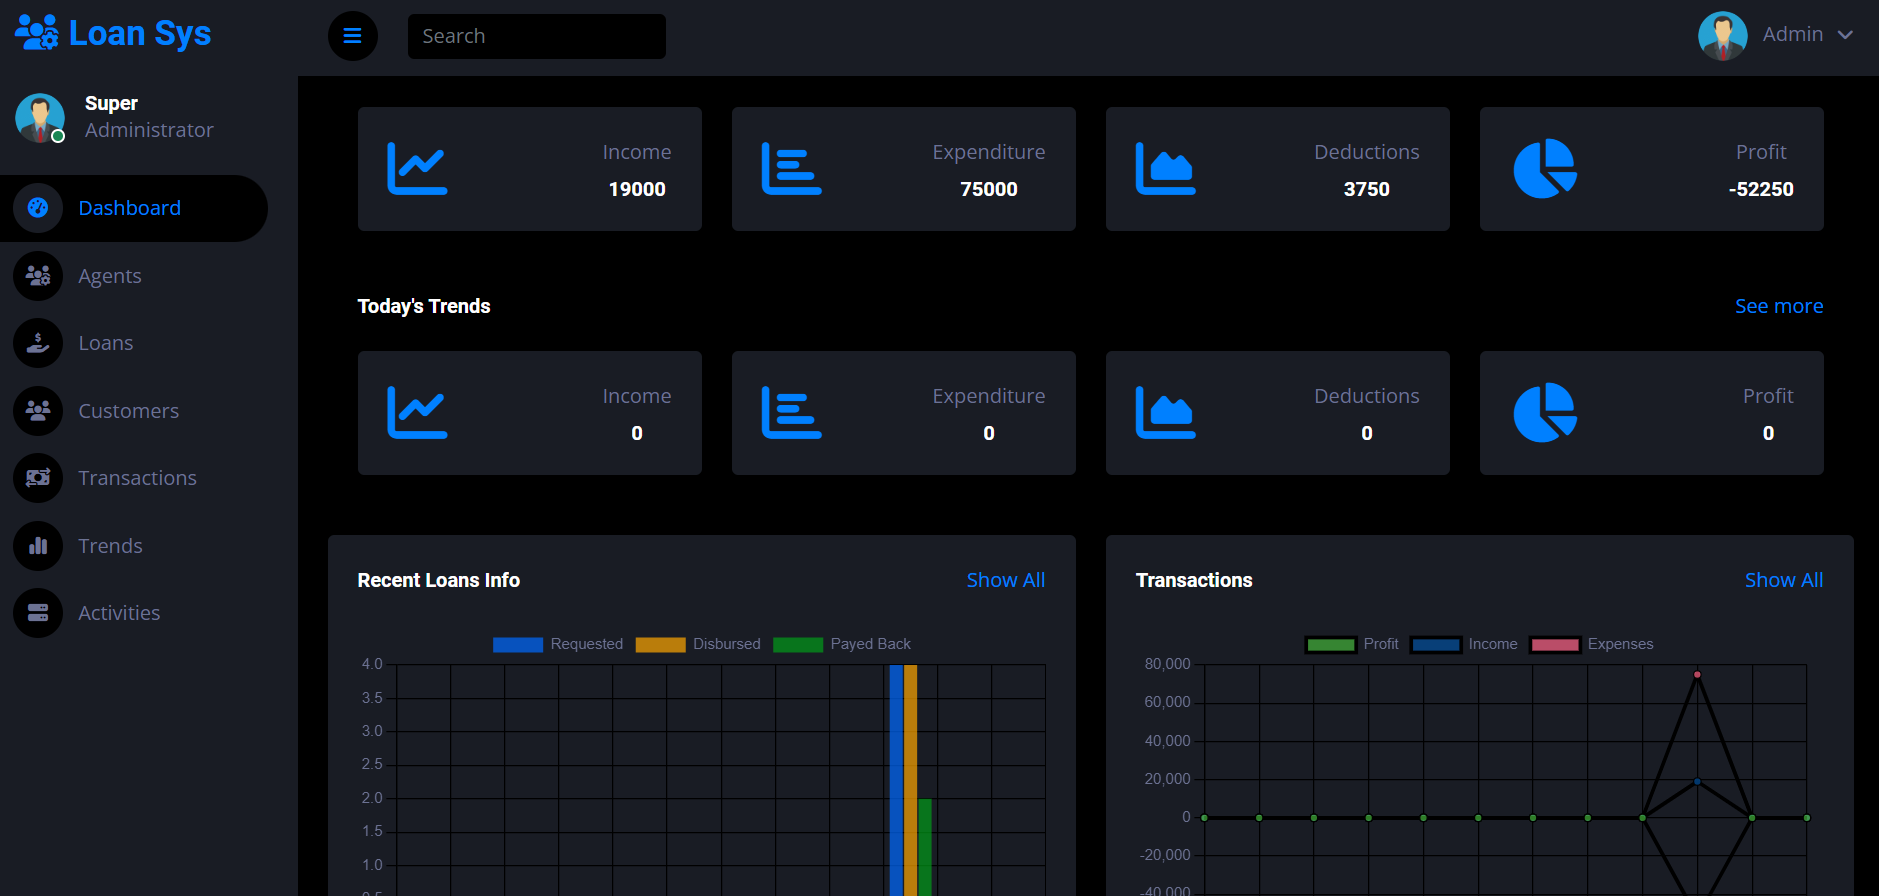 Loan Sys
Search
Admin
Super
Administrator
Dashboard
Agents
Loans
Customers
Transactions
Trends
Activities
Income
19000
Expenditure
75000
Deductions
3750
Profit
-52250
Today's Trends
See more
Income
0
Expenditure
0
Deductions
0
Profit
0
Recent Loans Info
Show All
Requested
Disbursed
Payed Back
4.0
3.5
3.0
2.5
2.0
1.5
1.0
0.5
Transactions
Show All
Profit
Income
Expenses
80,000
60,000
40,000
20,000
0
-20,000
-40,000